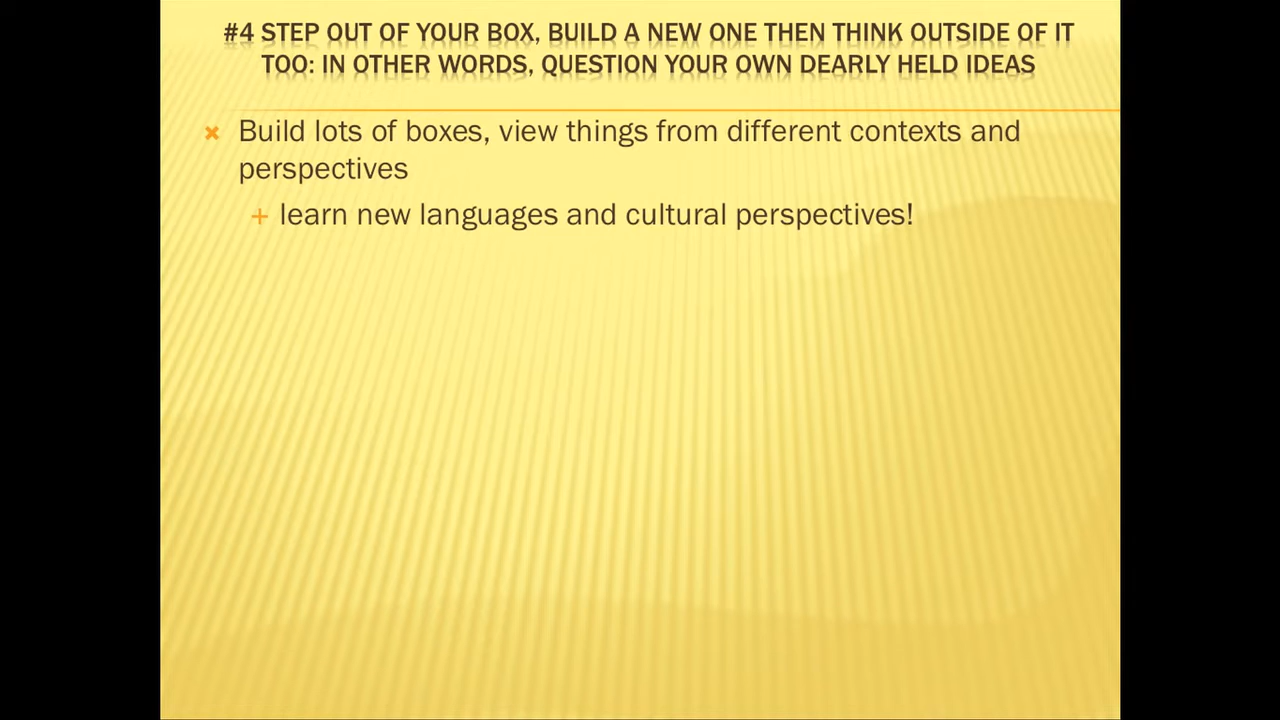 #4 STEP OUT OF YOUR BOX, BUILD A NEW ONE THEN THINK OUTSIDE OF IT
TOO: IN OTHER WORDS, QUESTION YOUR OWN DEARLY HELD IDEAS
Build lots of boxes, view things from different contexts and
perspectives
learn new languages and cultural perspectives!